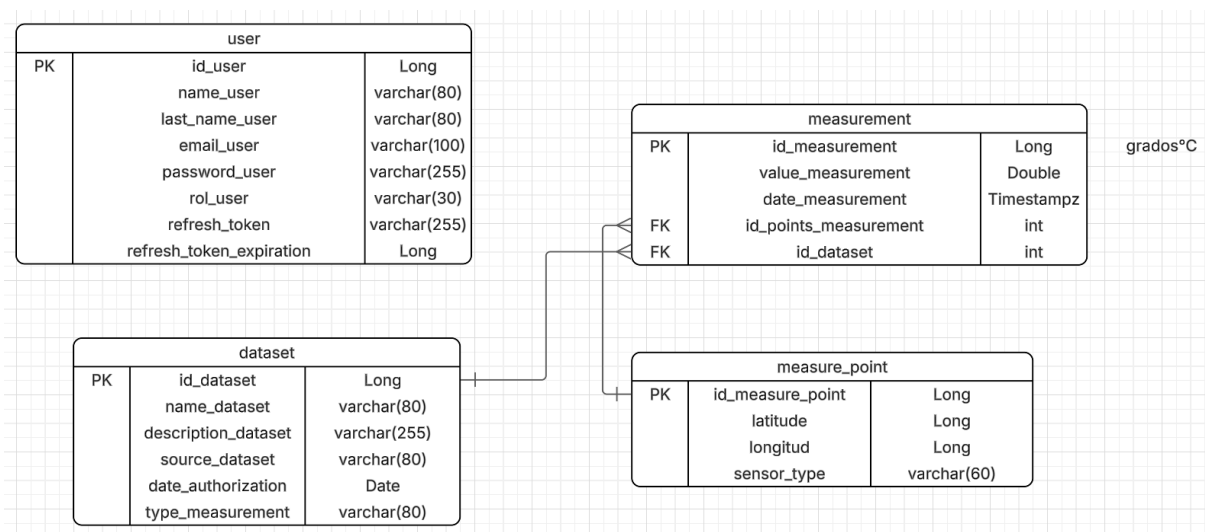 user
PK id_user Long
name_user varchar(80)
last_name_user varchar(80)
email_user varchar(100)
password_user varchar(255)
rol_user varchar(30)
refresh_token varchar(255)
refresh_token_expiration Long
measurement
PK id_measurement Long grados°C
value_measurement Double
date_measurement Timestampz
FK id_points_measurement int
FK id_dataset int
dataset
PK id_dataset Long
name_dataset varchar(80)
description_dataset varchar(255)
source_dataset varchar(80)
date_authorization Date
type_measurement varchar(80)
measure_point
PK id_measure_point Long
latitude Long
longitud Long
sensor_type varchar(60)